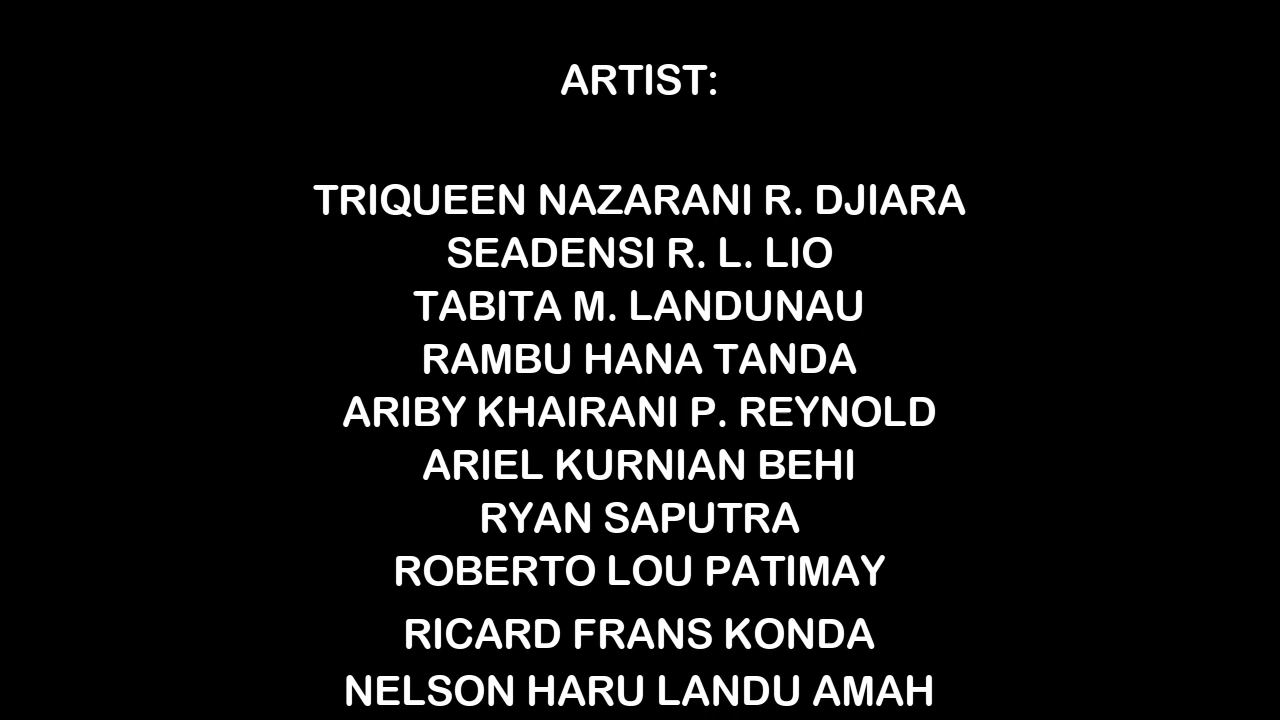 ARTIST:
TRIQUEEN NAZARANI R. DJIARA
SEADENSI R. L. LIO
TABITA M. LANDUNAU
RAMBU HANA TANDA
ARIBY KHAIRANI P. REYNOLD
ARIEL KURNIAN BEHI
RYAN SAPUTRA
ROBERTO LOU PATIMAY
RICARD FRANS KONDA
NELSON HARU LANDU AMAH